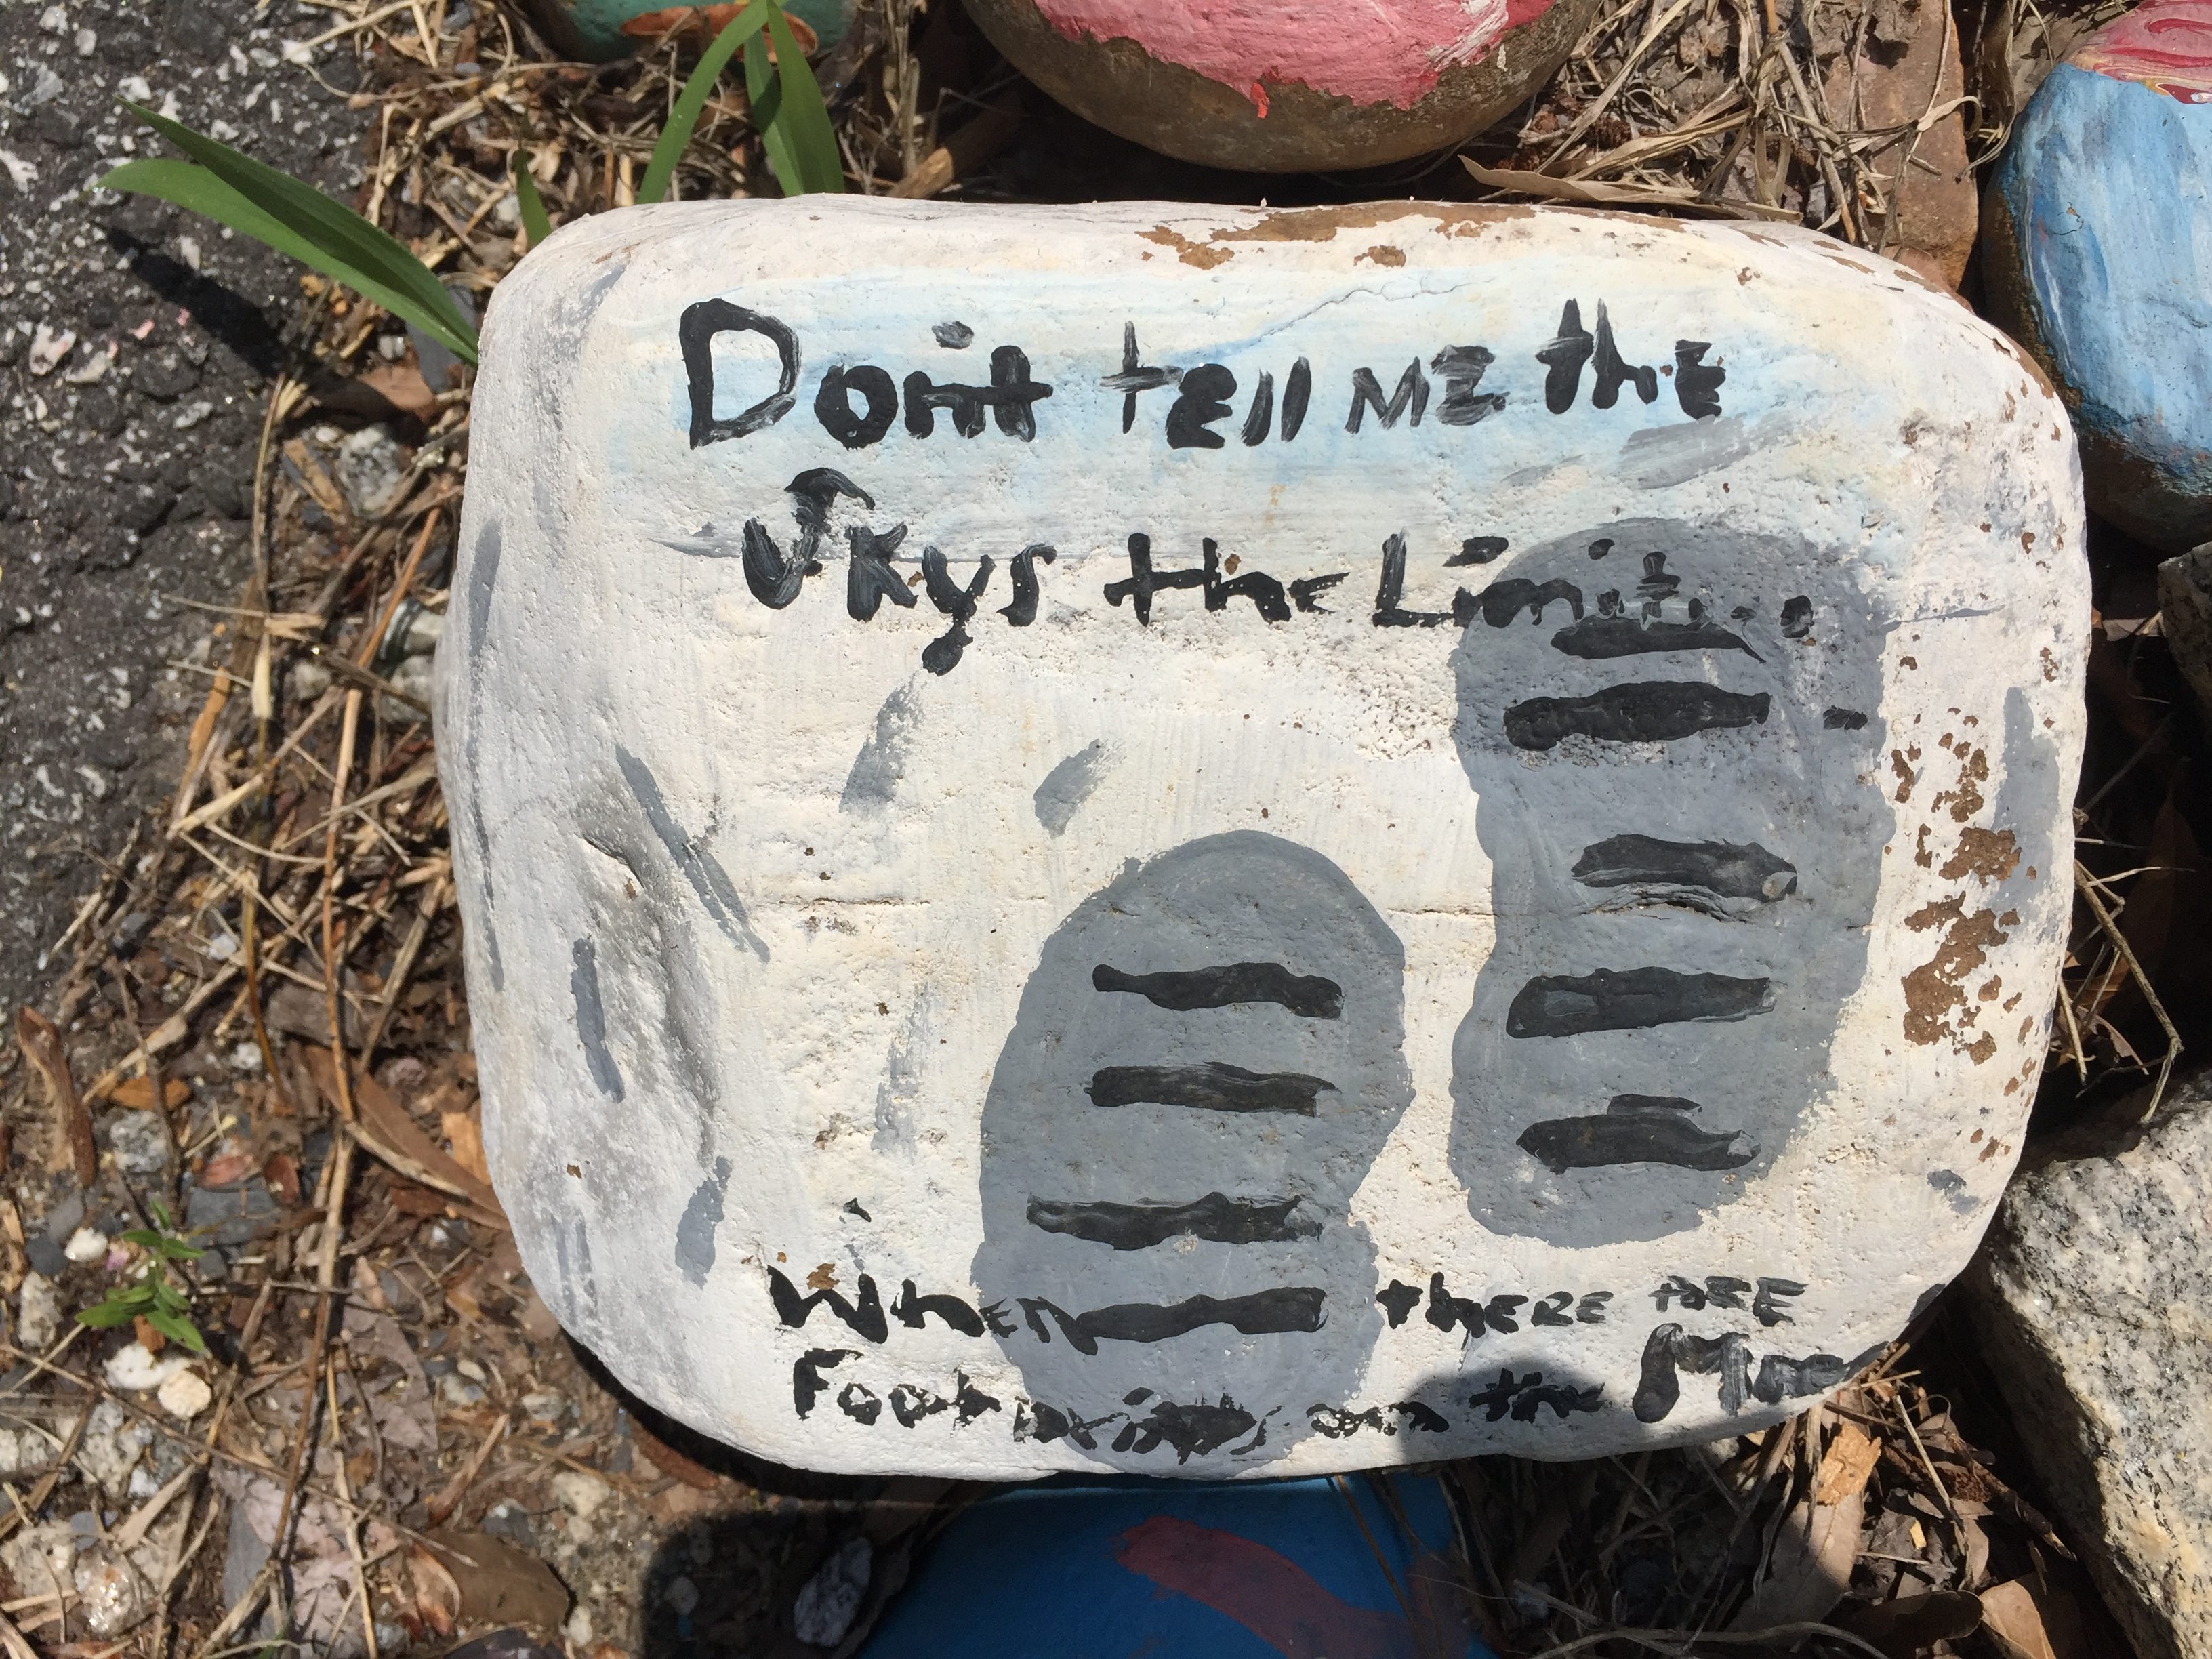 Don't tell me the
Skys the Limit...
When there are
Footprints on the Moon